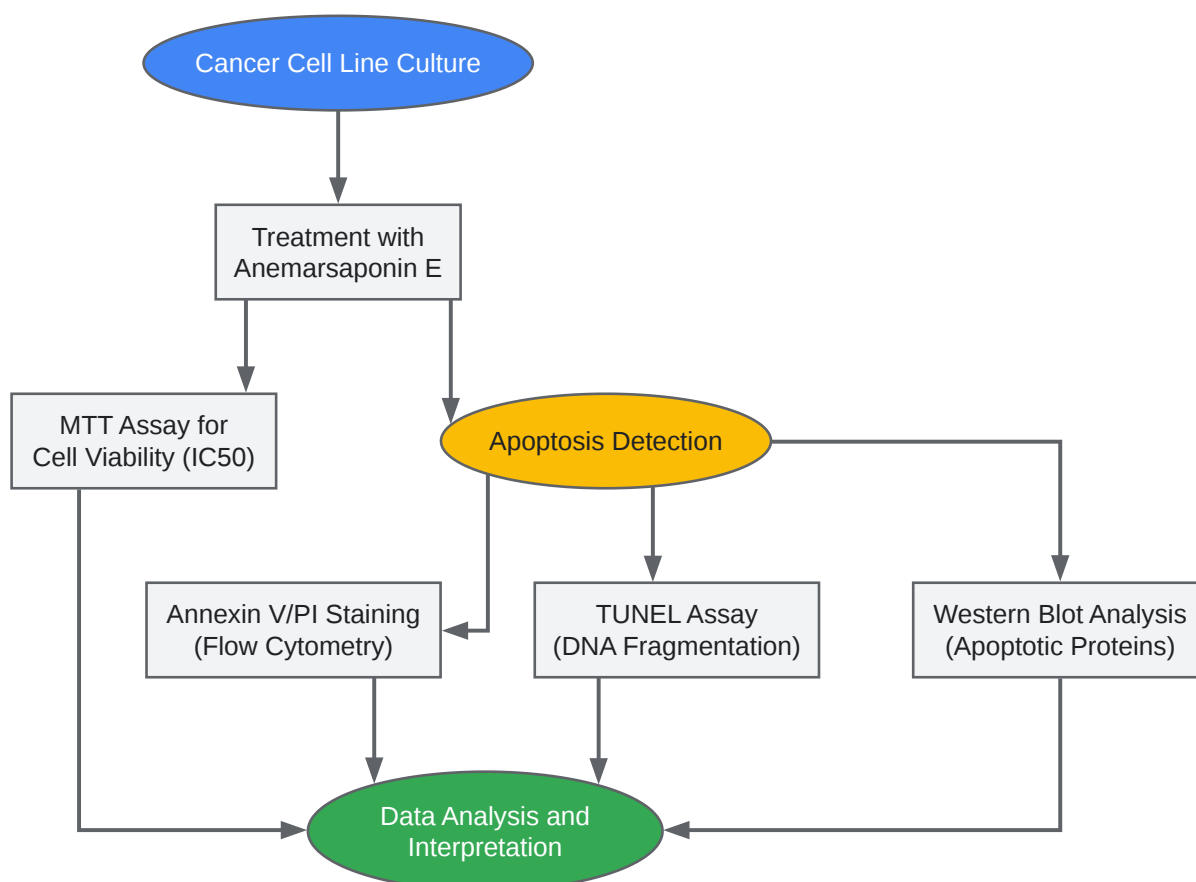 Cancer Cell Line Culture
Treatment with
Anemarsaponin E
MTT Assay for
Cell Viability (IC50)
Apoptosis Detection
Annexin V/PI Staining
(Flow Cytometry)
TUNEL Assay
(DNA Fragmentation)
Western Blot Analysis
(Apoptotic Proteins)
Data Analysis and
Interpretation